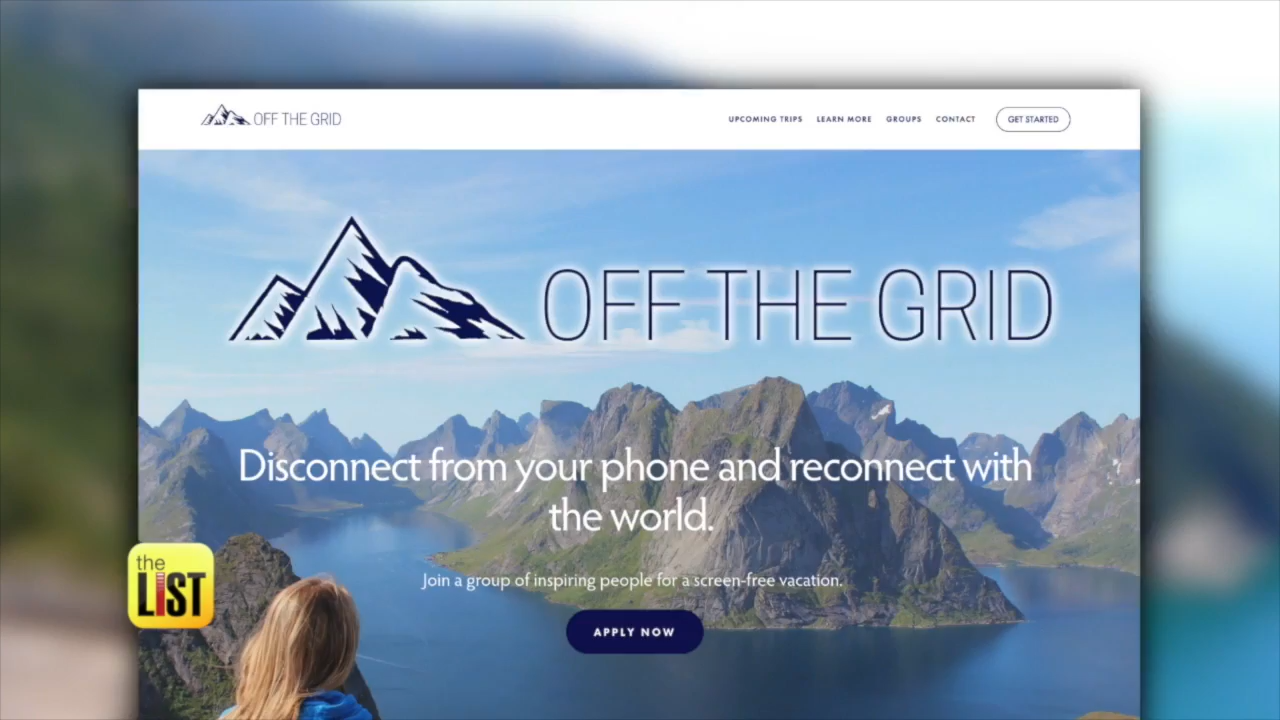 OFF THE GRID
UPCOMING TRIPS LEARN MORE GROUPS CONTACT GET STARTED
OFF THE GRID
Disconnect from your phone and reconnect with
the world.
Join a group of inspiring people for a screen-free vacation.
APPLY NOW
the
LIST